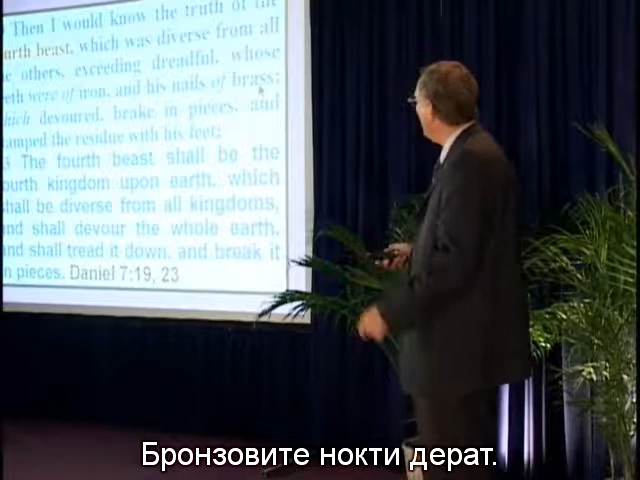 Then I would know the truth of the
fourth beast, which was diverse from all
the others, exceeding dreadful, whose
teeth were of iron, and his nails of brass;
which devoured, brake in pieces, and
stamped the residue with his feet;
The fourth beast shall be the
fourth kingdom upon earth, which
shall be diverse from all kingdoms,
and shall devour the whole earth,
and shall tread it down, and break it
in pieces. Daniel 7:19, 23
Бронзовите нокти дерат.